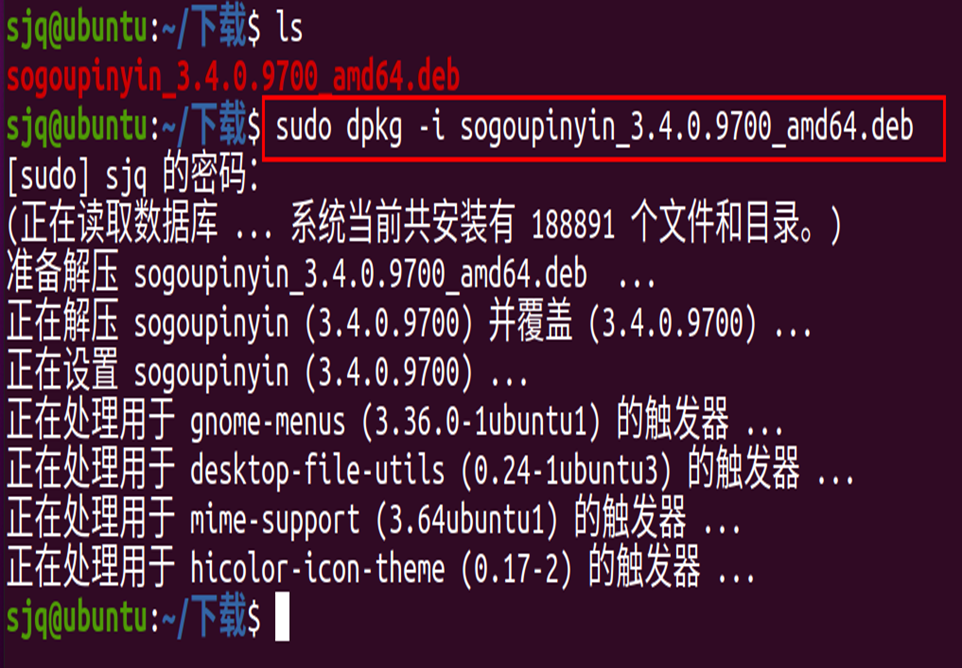 sjq@ubuntu:~/下载$ ls
sogoupinyin_3.4.0.9700_amd64.deb
sjq@ubuntu:~/下载$ sudo dpkg -i sogoupinyin_3.4.0.9700_amd64.deb
[sudo] sjq 的密码：
(正在读取数据库 ... 系统当前共安装有 188891 个文件和目录。)
准备解压 sogoupinyin_3.4.0.9700_amd64.deb  ...
正在解压 sogoupinyin (3.4.0.9700) 并覆盖 (3.4.0.9700) ...
正在设置 sogoupinyin (3.4.0.9700) ...
正在处理用于 gnome-menus (3.36.0-1ubuntu1) 的触发器 ...
正在处理用于 desktop-file-utils (0.24-1ubuntu3) 的触发器 ...
正在处理用于 mime-support (3.64ubuntu1) 的触发器 ...
正在处理用于 hicolor-icon-theme (0.17-2) 的触发器 ...
sjq@ubuntu:~/下载$